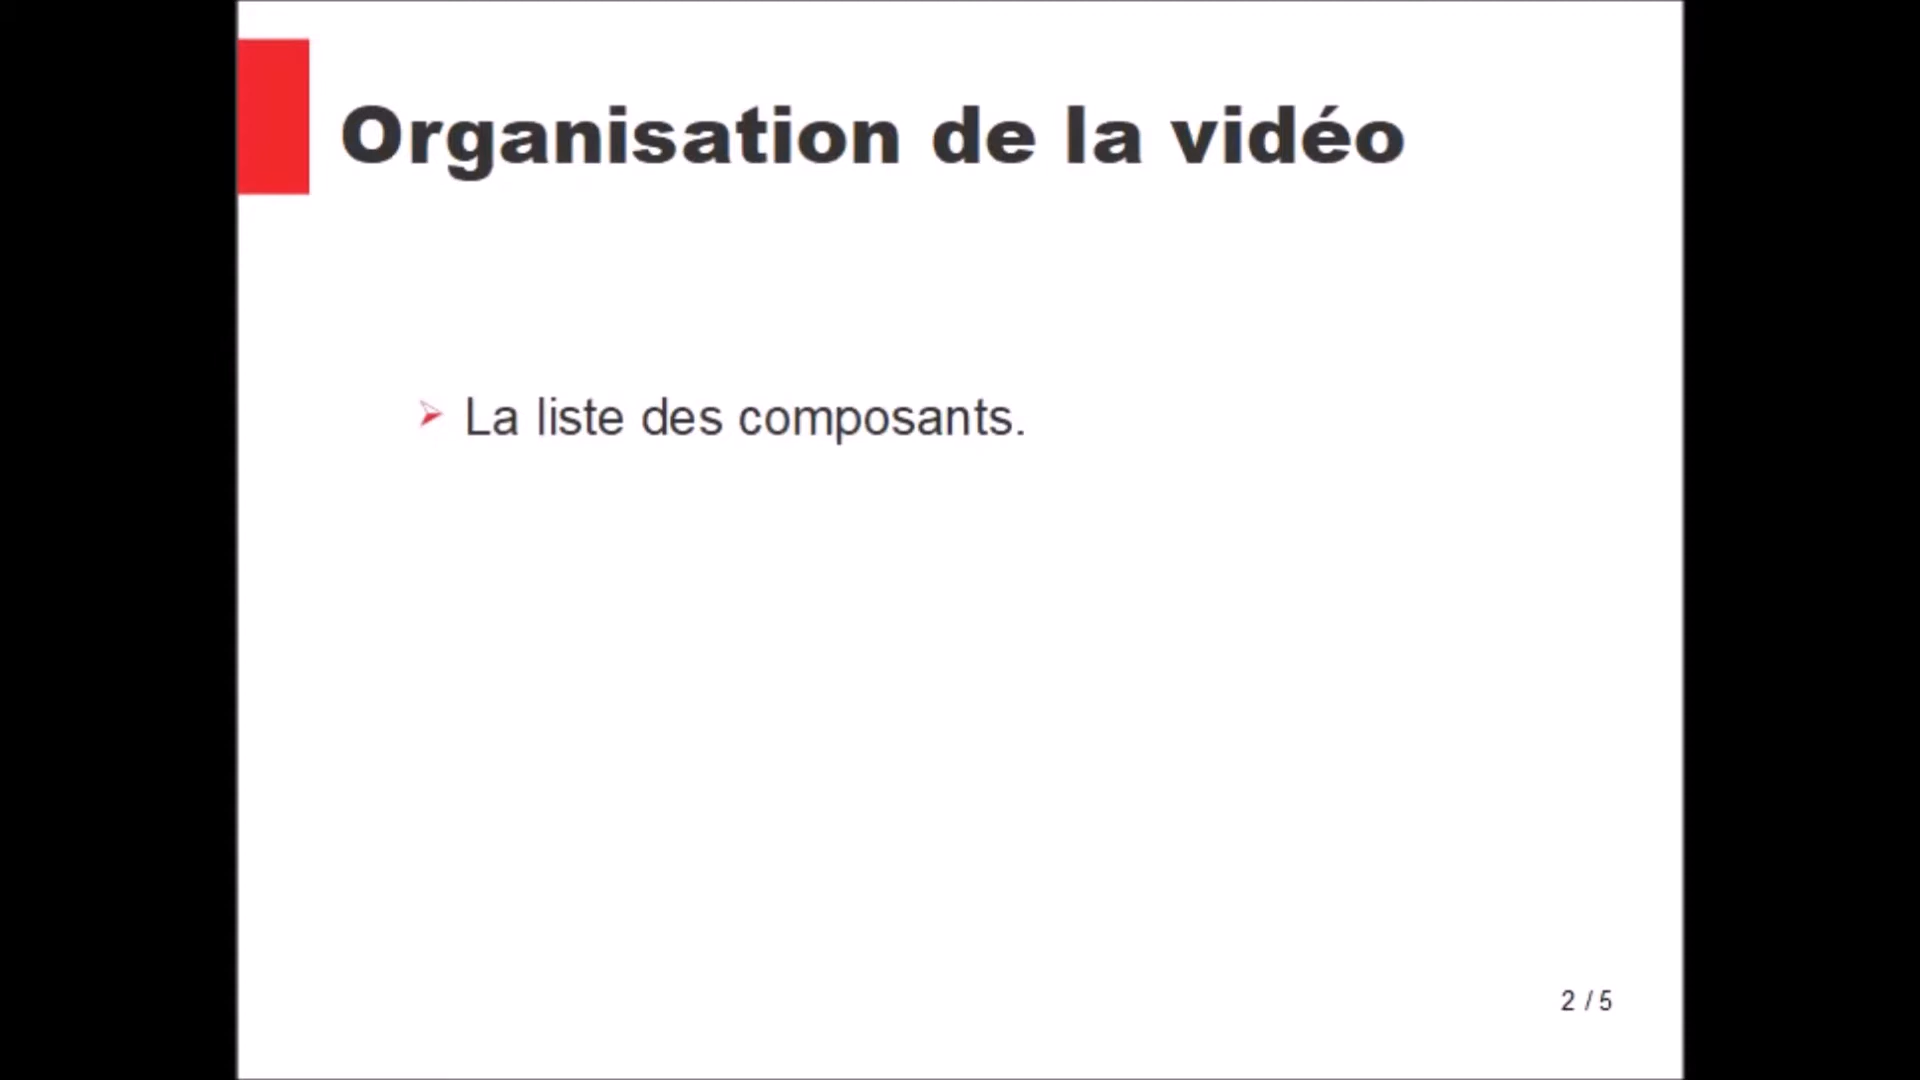 Organisation de la vidéo
La liste des composants.
2 / 5